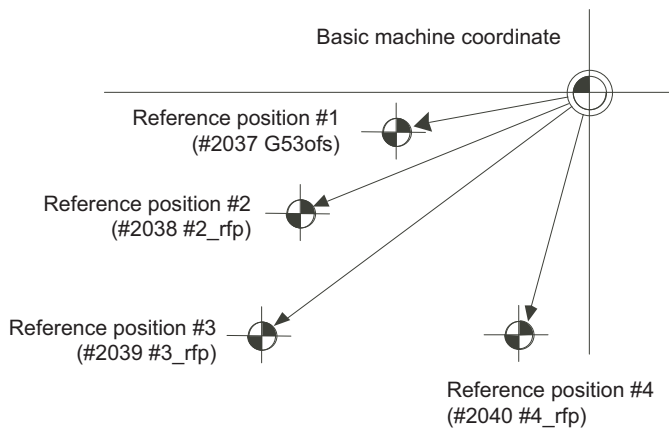 Basic machine coordinate
Reference position #1
(#2037 G53ofs)
Reference position #2
(#2038 #2_rfp)
Reference position #3
(#2039 #3_rfp)
Reference position #4
(#2040 #4_rfp)